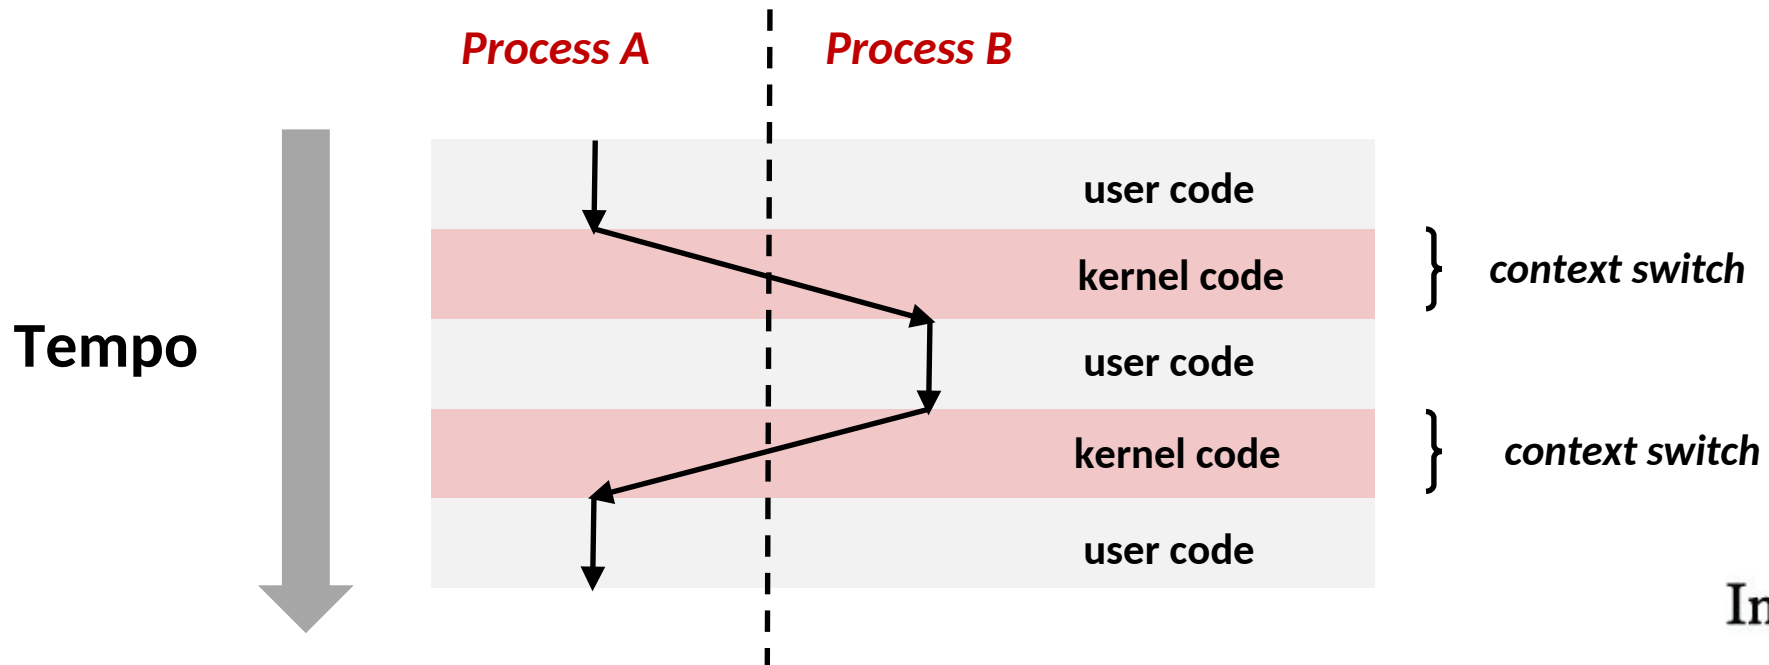 Process A
Process B
user code
kernel code
context switch
Tempo
user code
kernel code
context switch
user code